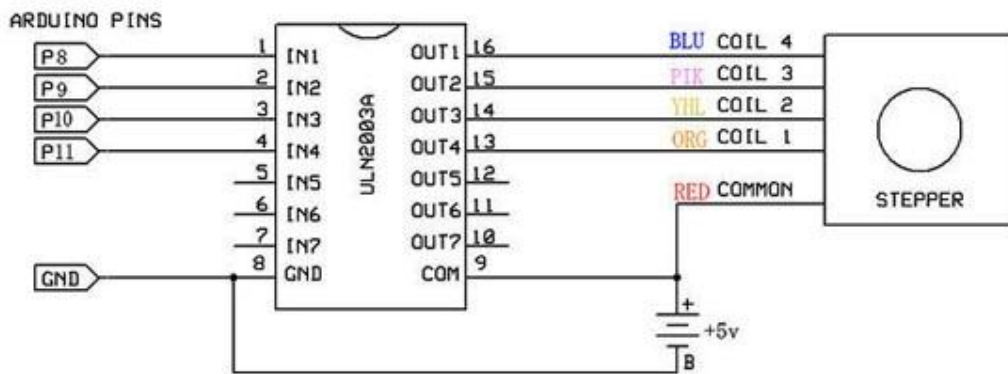 ARDUINO PINS
P8 1 IN1 OUT1 16 BLU COIL 4
P9 2 IN2 OUT2 15 PIK COIL 3
P10 3 IN3 OUT3 14 YHL COIL 2
P11 4 IN4 OUT4 13 ORG COIL 1
5 IN5 OUT5 12
6 IN6 OUT6 11
7 IN7 OUT7 10
GND 8 GND COM 9
ULN2003A
RED COMMON
STEPPER
+
+5v
B